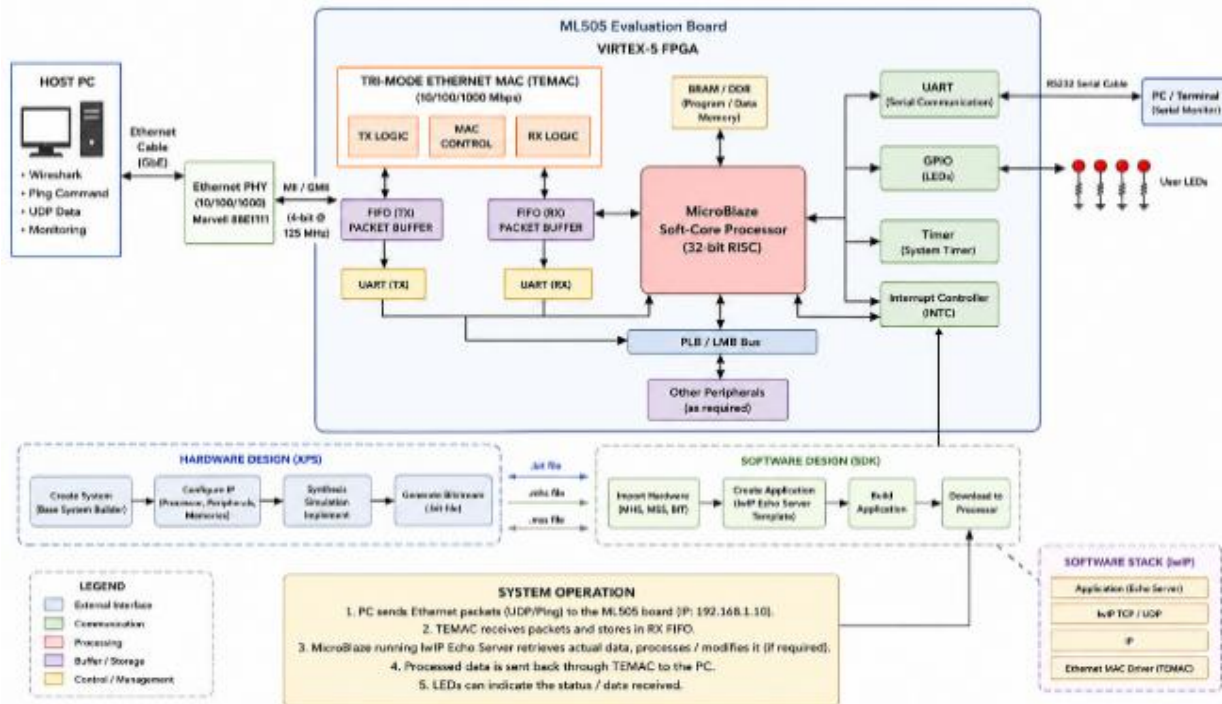 ML505 Evaluation Board
VIRTEX-5 FPGA
HOST PC
• Wireshark
• Ping Command
• UDP Data
• Monitoring
Ethernet
Cable
(GbE)
Ethernet PHY
(10/100/1000)
Marvell 88E1111
MII / GMII
(4-bit @
125 MHz)
TRI-MODE ETHERNET MAC (TEMAC)
(10/100/1000 Mbps)
TX LOGIC
MAC
CONTROL
RX LOGIC
FIFO (TX)
PACKET BUFFER
FIFO (RX)
PACKET BUFFER
UART (TX)
UART (RX)
BRAM / DDR
(Program / Data
Memory)
MicroBlaze
Soft-Core Processor
(32-bit RISC)
PLB / LMB Bus
Other Peripherals
(as required)
UART
(Serial Communication)
GPIO
(LEDs)
Timer
(System Timer)
Interrupt Controller
(INTC)
RS232 Serial Cable
PC / Terminal
(Serial Monitor)
User LEDs
HARDWARE DESIGN (XPS)
Create System
(Base System Builder)
Configure IP
(Processor, Peripherals,
Memories)
Synthesis
Simulation
Implement
Generate Bitstream
(.bit file)
.bit file
.mhs file
.mss file
SOFTWARE DESIGN (SDK)
Import Hardware
(MHS, MSS, BIT)
Create Application
(lwIP Echo Server
Template)
Build
Application
Download to
Processor
LEGEND
External Interface
Communication
Processing
Buffer / Storage
Control / Management
SYSTEM OPERATION
1. PC sends Ethernet packets (UDP/Ping) to the ML505 board (IP: 192.168.1.10).
2. TEMAC receives packets and stores in RX FIFO.
3. MicroBlaze running lwIP Echo Server retrieves actual data, processes / modifies it (if required).
4. Processed data is sent back through TEMAC to the PC.
5. LEDs can indicate the status / data received.
SOFTWARE STACK (lwIP)
Application (Echo Server)
lwIP TCP / UDP
IP
Ethernet MAC Driver (TEMAC)